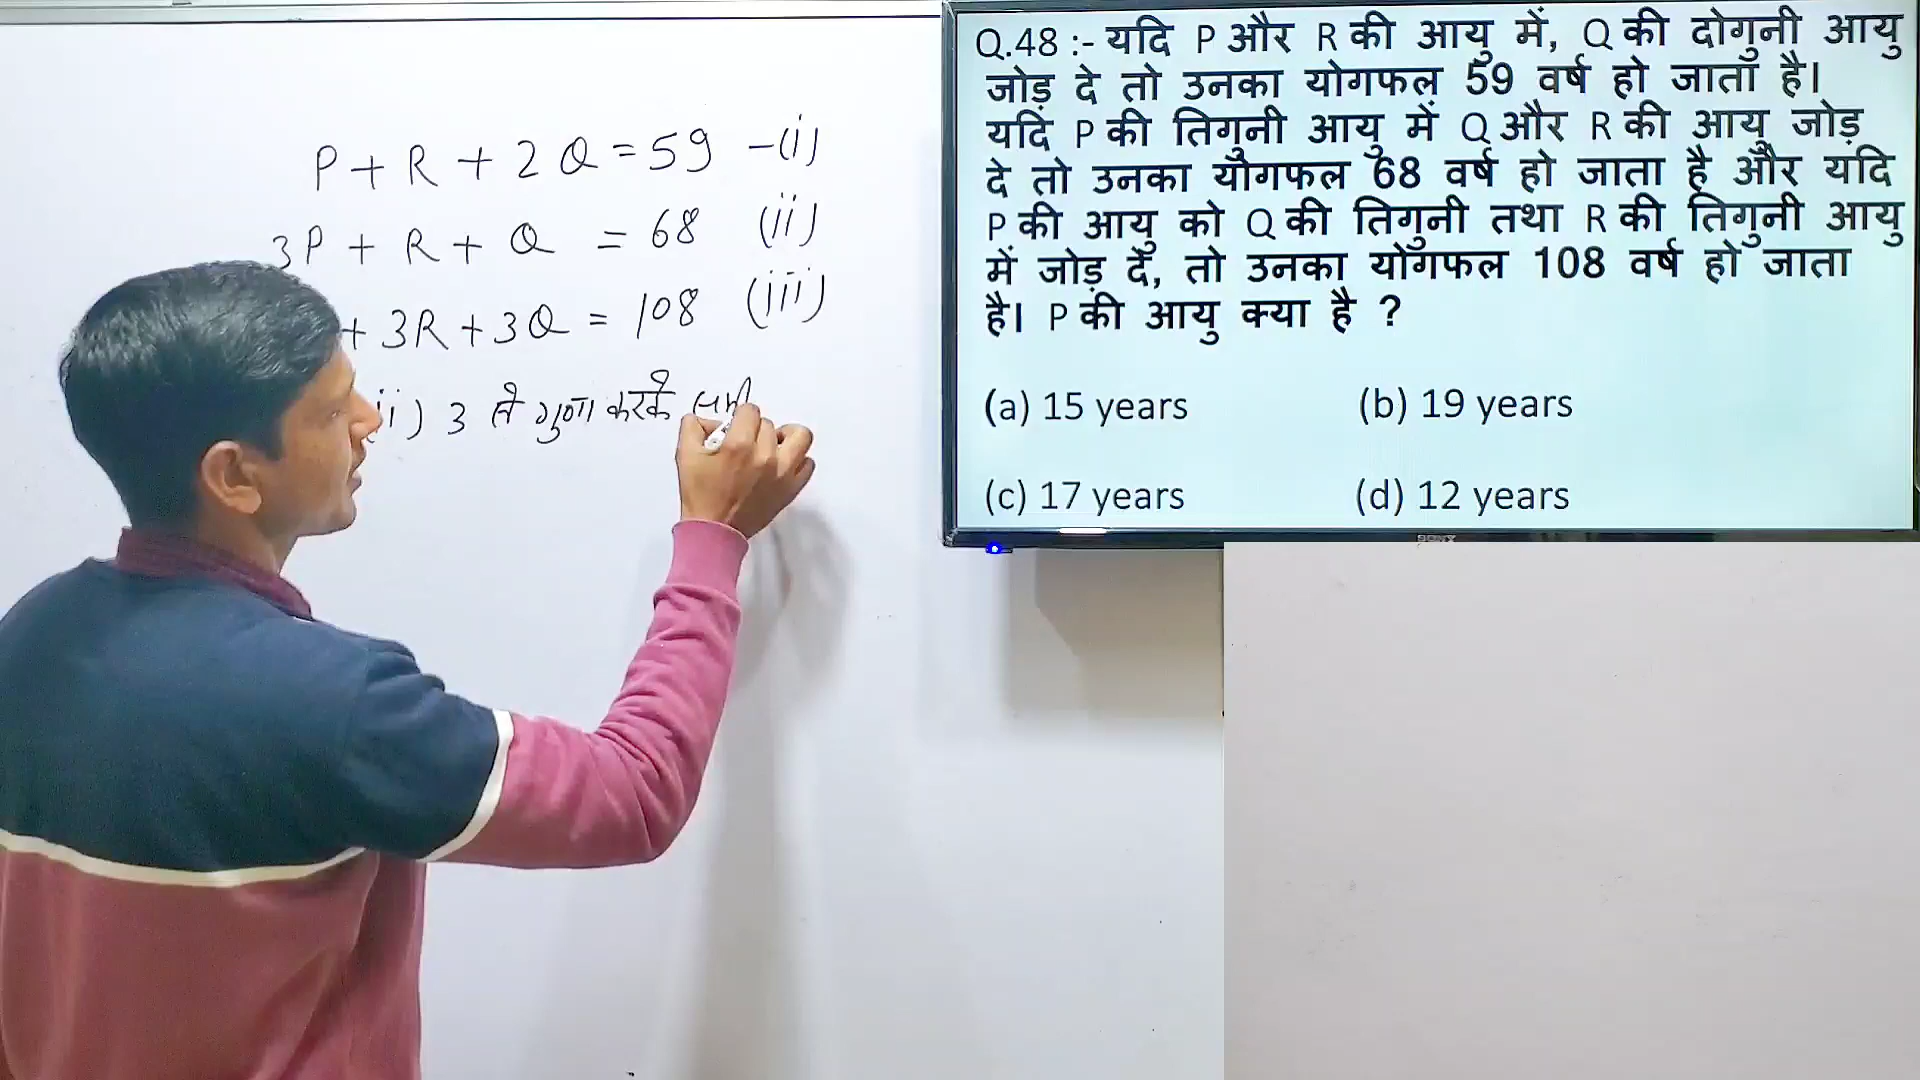 P + R + 2Q = 59 -(i)
3P + R + Q = 68 (ii)
+ 3R + 3Q = 108 (iii)
ii) 3 से गुणा करके
Q.48 :- यदि P और R की आयु में, Q की दोगुनी आयु
जोड़ दे तो उनका योगफल 59 वर्ष हो जाता है।
यदि P की तिगुनी आयु में Q और R की आयु जोड़
दे तो उनका योगफल 68 वर्ष हो जाता है और यदि
P की आयु को Q की तिगुनी तथा R की तिगुनी आयु
में जोड़ दें, तो उनका योगफल 108 वर्ष हो जाता
है। P की आयु क्या है ?
(a) 15 years (b) 19 years
(c) 17 years (d) 12 years
SONY